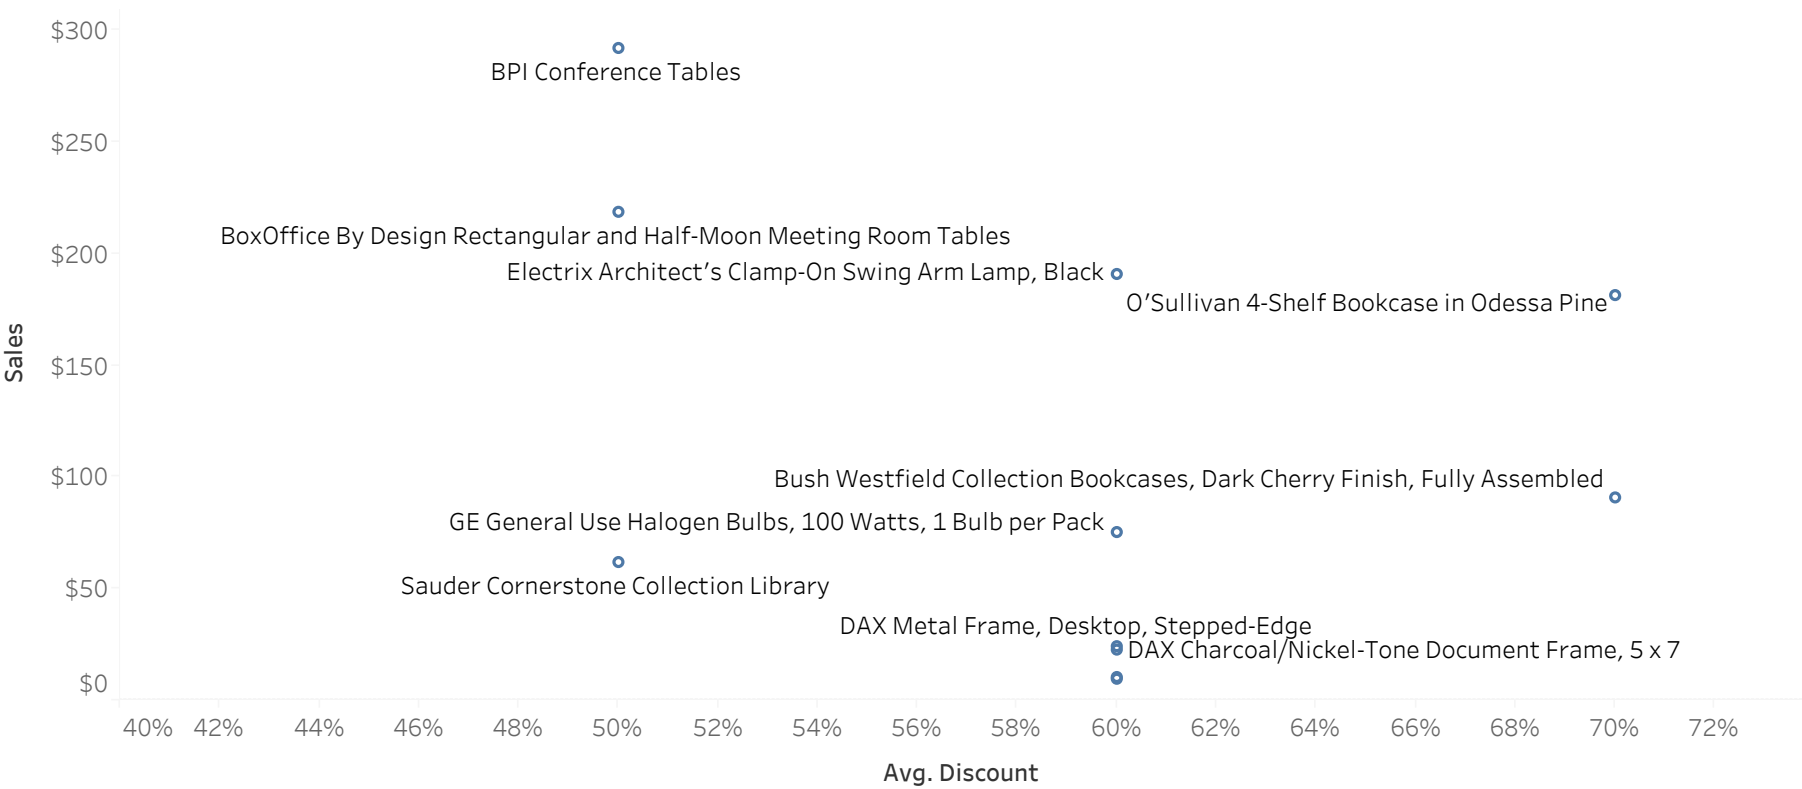 $300
BPI Conference Tables
$250
BoxOffice By Design Rectangular and Half-Moon Meeting Room Tables
$200
Electrix Architect’s Clamp-On Swing Arm Lamp, Black
O’Sullivan 4-Shelf Bookcase in Odessa Pine
Sales
$150
$100
Bush Westfield Collection Bookcases, Dark Cherry Finish, Fully Assembled
GE General Use Halogen Bulbs, 100 Watts, 1 Bulb per Pack
$50
Sauder Cornerstone Collection Library
DAX Metal Frame, Desktop, Stepped-Edge
DAX Charcoal/Nickel-Tone Document Frame, 5 x 7
$0
40% 42% 44% 46% 48% 50% 52% 54% 56% 58% 60% 62% 64% 66% 68% 70% 72%
Avg. Discount